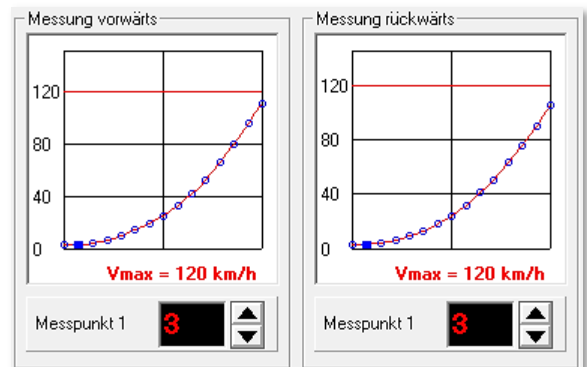 Messung vorwärts
120
80
40
0
Vmax = 120 km/h
Messpunkt 1 3
Messung rückwärts
120
80
40
0
Vmax = 120 km/h
Messpunkt 1 3